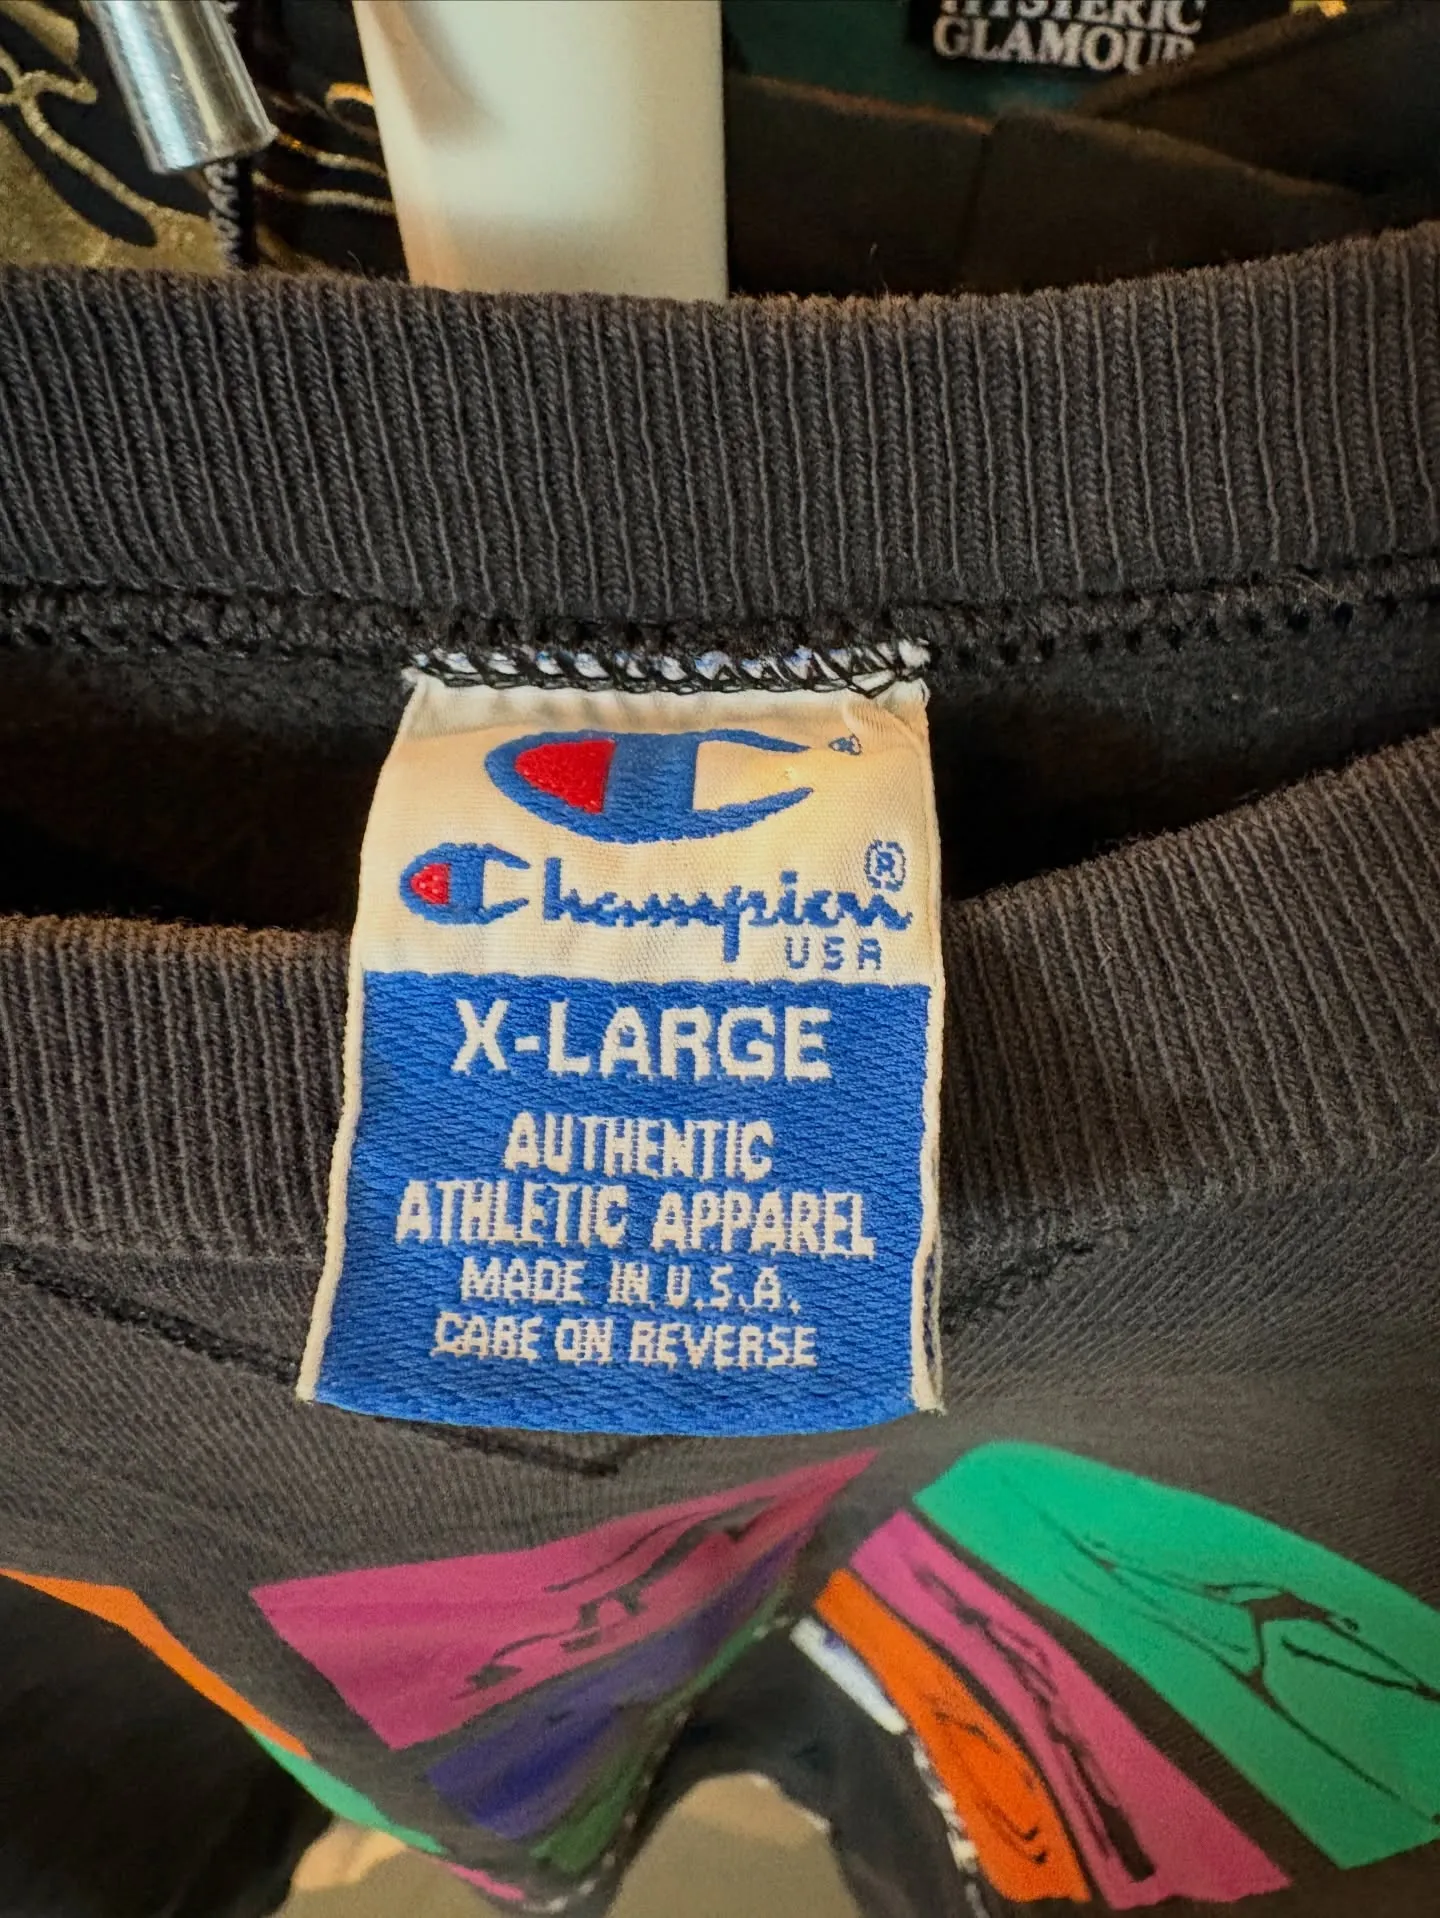 HYSTERIC
GLAMOUR
Champion®
USA
X-LARGE
AUTHENTIC
ATHLETIC APPAREL
MADE IN U.S.A.
CARE ON REVERSE